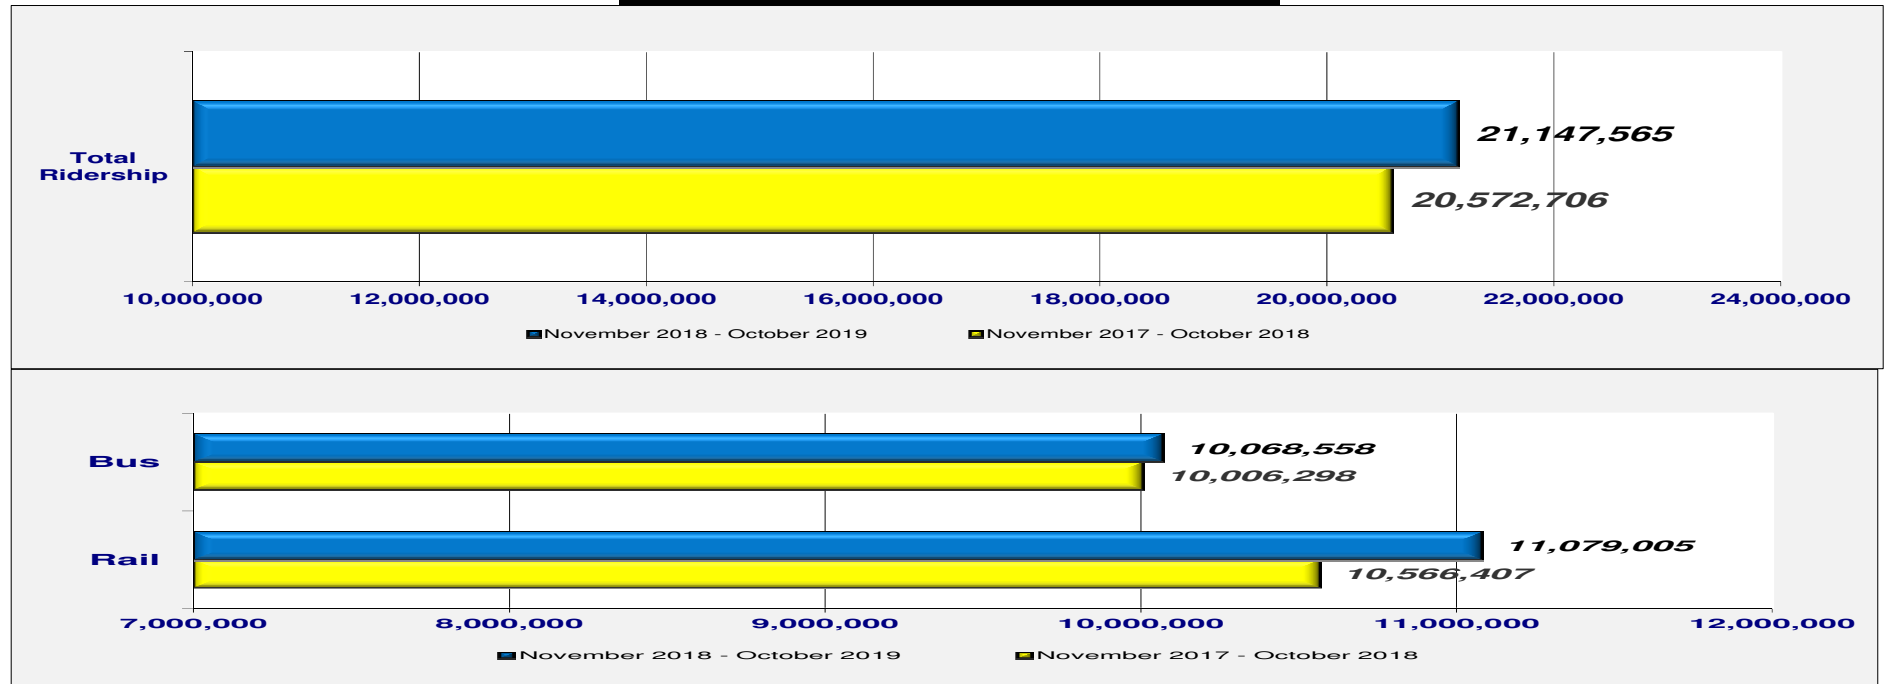 21,147,565
Total
Ridership
20,572,706
10,000,000 12,000,000 14,000,000 16,000,000 18,000,000 20,000,000 22,000,000 24,000,000
November 2018 - October 2019 November 2017 - October 2018
Bus
10,068,558
10,006,298
Rail
11,079,005
10,566,407
7,000,000 8,000,000 9,000,000 10,000,000 11,000,000 12,000,000
November 2018 - October 2019 November 2017 - October 2018